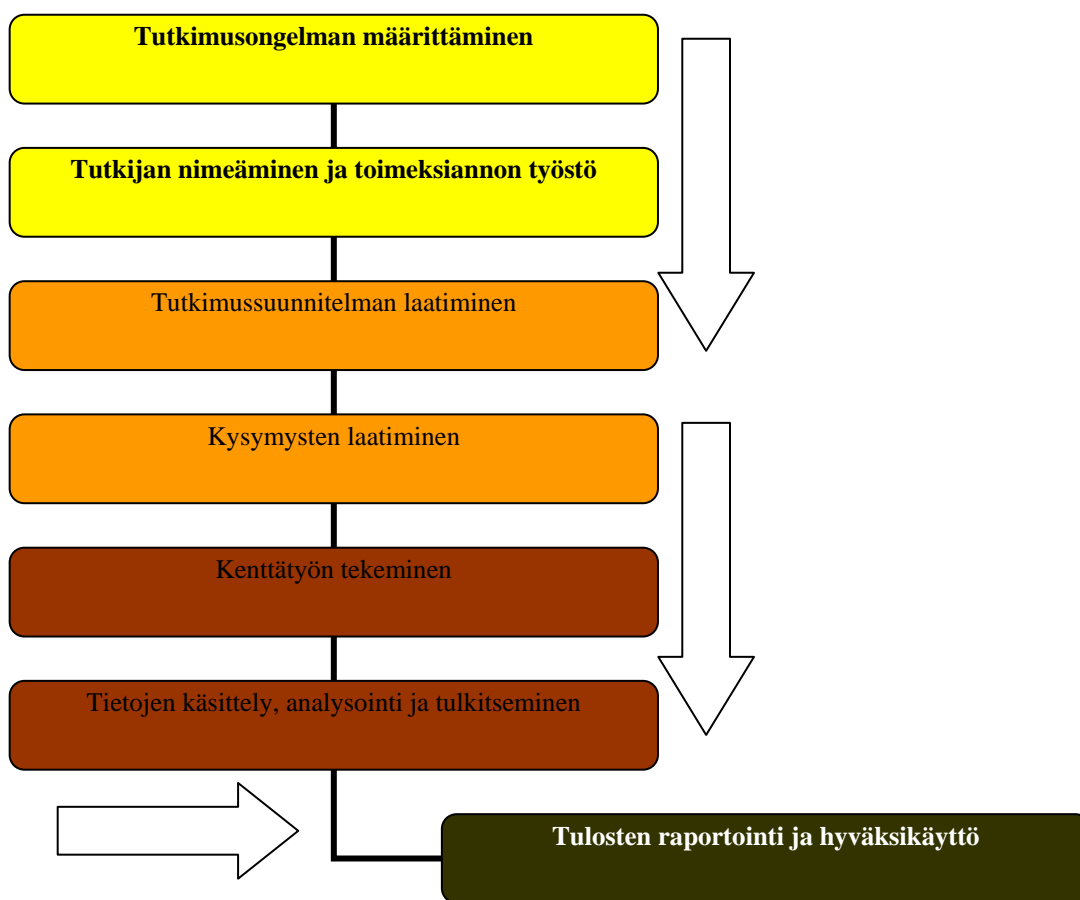 Tutkimusongelman määrittäminen
Tutkijan nimeäminen ja toimeksiannon työstö
Tutkimussuunnitelman laatiminen
Kysymysten laatiminen
Kenttätyön tekeminen
Tietojen käsittely, analysointi ja tulkitseminen
Tulosten raportointi ja hyväksikäyttö